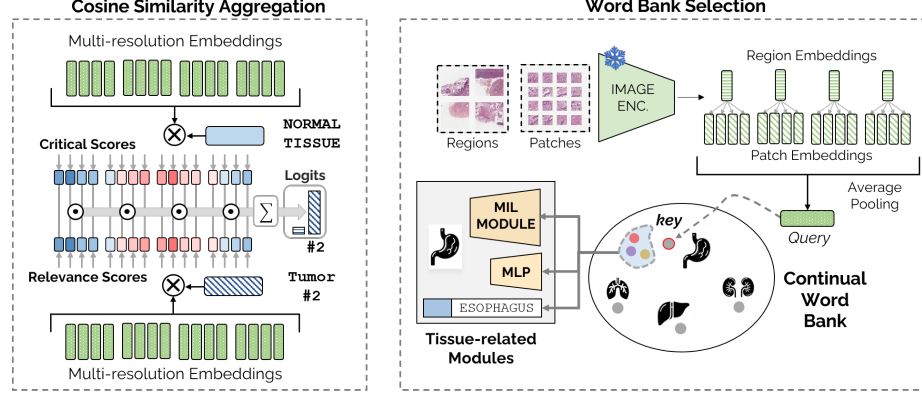 Cosine Similarity Aggregation
Multi-resolution Embeddings
NORMAL
TISSUE
Critical Scores
Logits
Σ
#2
Relevance Scores
Tumor
#2
Multi-resolution Embeddings
Word Bank Selection
Region Embeddings
IMAGE
ENC.
Regions
Patches
Patch Embeddings
Average
Pooling
MIL
MODULE
key
Query
MLP
Continual
Word
Bank
ESOPHAGUS
Tissue-related
Modules